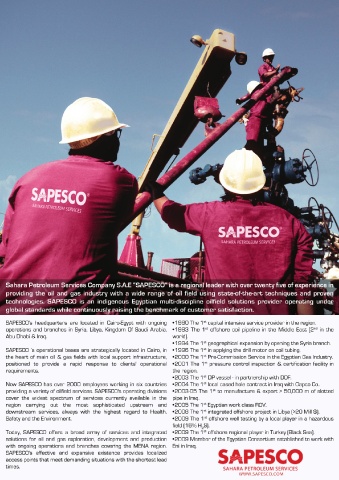 SAPESCO®
SAHARA PETROLEUM SERVICES
SAPESCO®
SAHARA PETROLEUM SERVICES
Sahara Petroleum Services Company S.A.E "SAPESCO" is a regional leader with over twenty five of experience in
providing the oil and gas industry with a wide range of oil field using state-of-the-art techniques and proven
technologies. SAPESCO is an indigenous Egyptian multi-discipline oilfield solutions provider operating under
global standards while continuously raising the benchmark of customer satisfaction.
SAPESCO's headquarters are located in Cairo-Egypt with ongoing
operations and branches in Syria, Libya, Kingdom Of Saudi Arabia,
Abu Dhabi & Iraq.
SAPESCO 's operational bases are strategically located in Cairo, in
the heart of main oil & gas fields with local support infrastructure,
positioned to provide a rapid response to clients' operational
requirements.
Now SAPESCO has over 2000 employees working in six countries
providing a variety of oilfield services. SAPESCO's operating divisions
cover the widest spectrum of services currently available in the
region carrying out the most sophisticated upstream and
downstream services, always with the highest regard to Health,
Safety and the Environment.
Today, SAPESCO offers a broad array of services and integrated
solutions for oil and gas exploration, development and production
with ongoing operations and branches covering the MENA region.
SAPESCO's effective and expansive existence provides localized
access points that meet demanding situations with the shortest lead
times.
•1990 The 1st capital intensive service provider in the region.
•1993 The 1st offshore coil pipeline in the Middle East [2nd in the
world].
•1994 The 1st geographical expansion by opening the Syria branch.
•1996 The 1st in applying the drill motor on coil tubing.
•2000 The 1st Pre-Commission Service in the Egyptian Gas Industry.
•2001 The 1st pressure control inspection & certification facility in
the region.
•2003 The 1st DP vessel - in partnership with GDF.
•2004 The 1st local cased hole contract in Iraq with Copco Co.
•2003-05 The 1st to manufacture & export > 50,000 m of slotted
pipe in Iraq.
•2005 The 1st Egyptian work class ROV.
•2008 The 1st integrated offshore project in Libya (>20 Mil $).
•2009 The 1st offshore well testing by a local player in a hazardous
field (16% H2S).
•2009 The 1st offshore regional player in Turkey (Black Sea).
•2009 Member of the Egyptian Consortium established to work with
Eni in Iraq.
SAPESCO
SAHARA PETROLEUM SERVICES
WWW.SAPESCO.COM